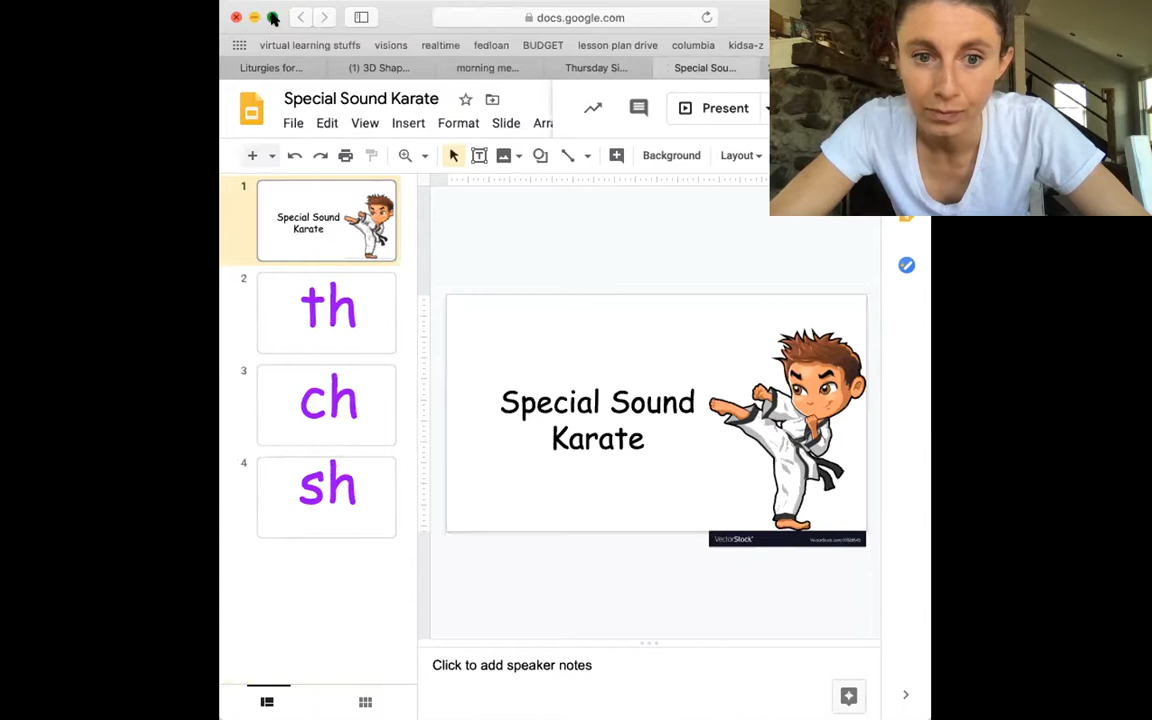 docs.google.com
virtual learning stuffs visions realtime fedloan BUDGET lesson plan drive columbia kidsa-z
Liturgies for... (1) 3D Shap... morning me... Thursday Si... Special Sou...
Special Sound Karate
File Edit View Insert Format Slide Arra
Present
Background Layout
1
Special Sound
Karate
2
th
3
ch
4
sh
Special Sound
Karate
VectorStock
Click to add speaker notes